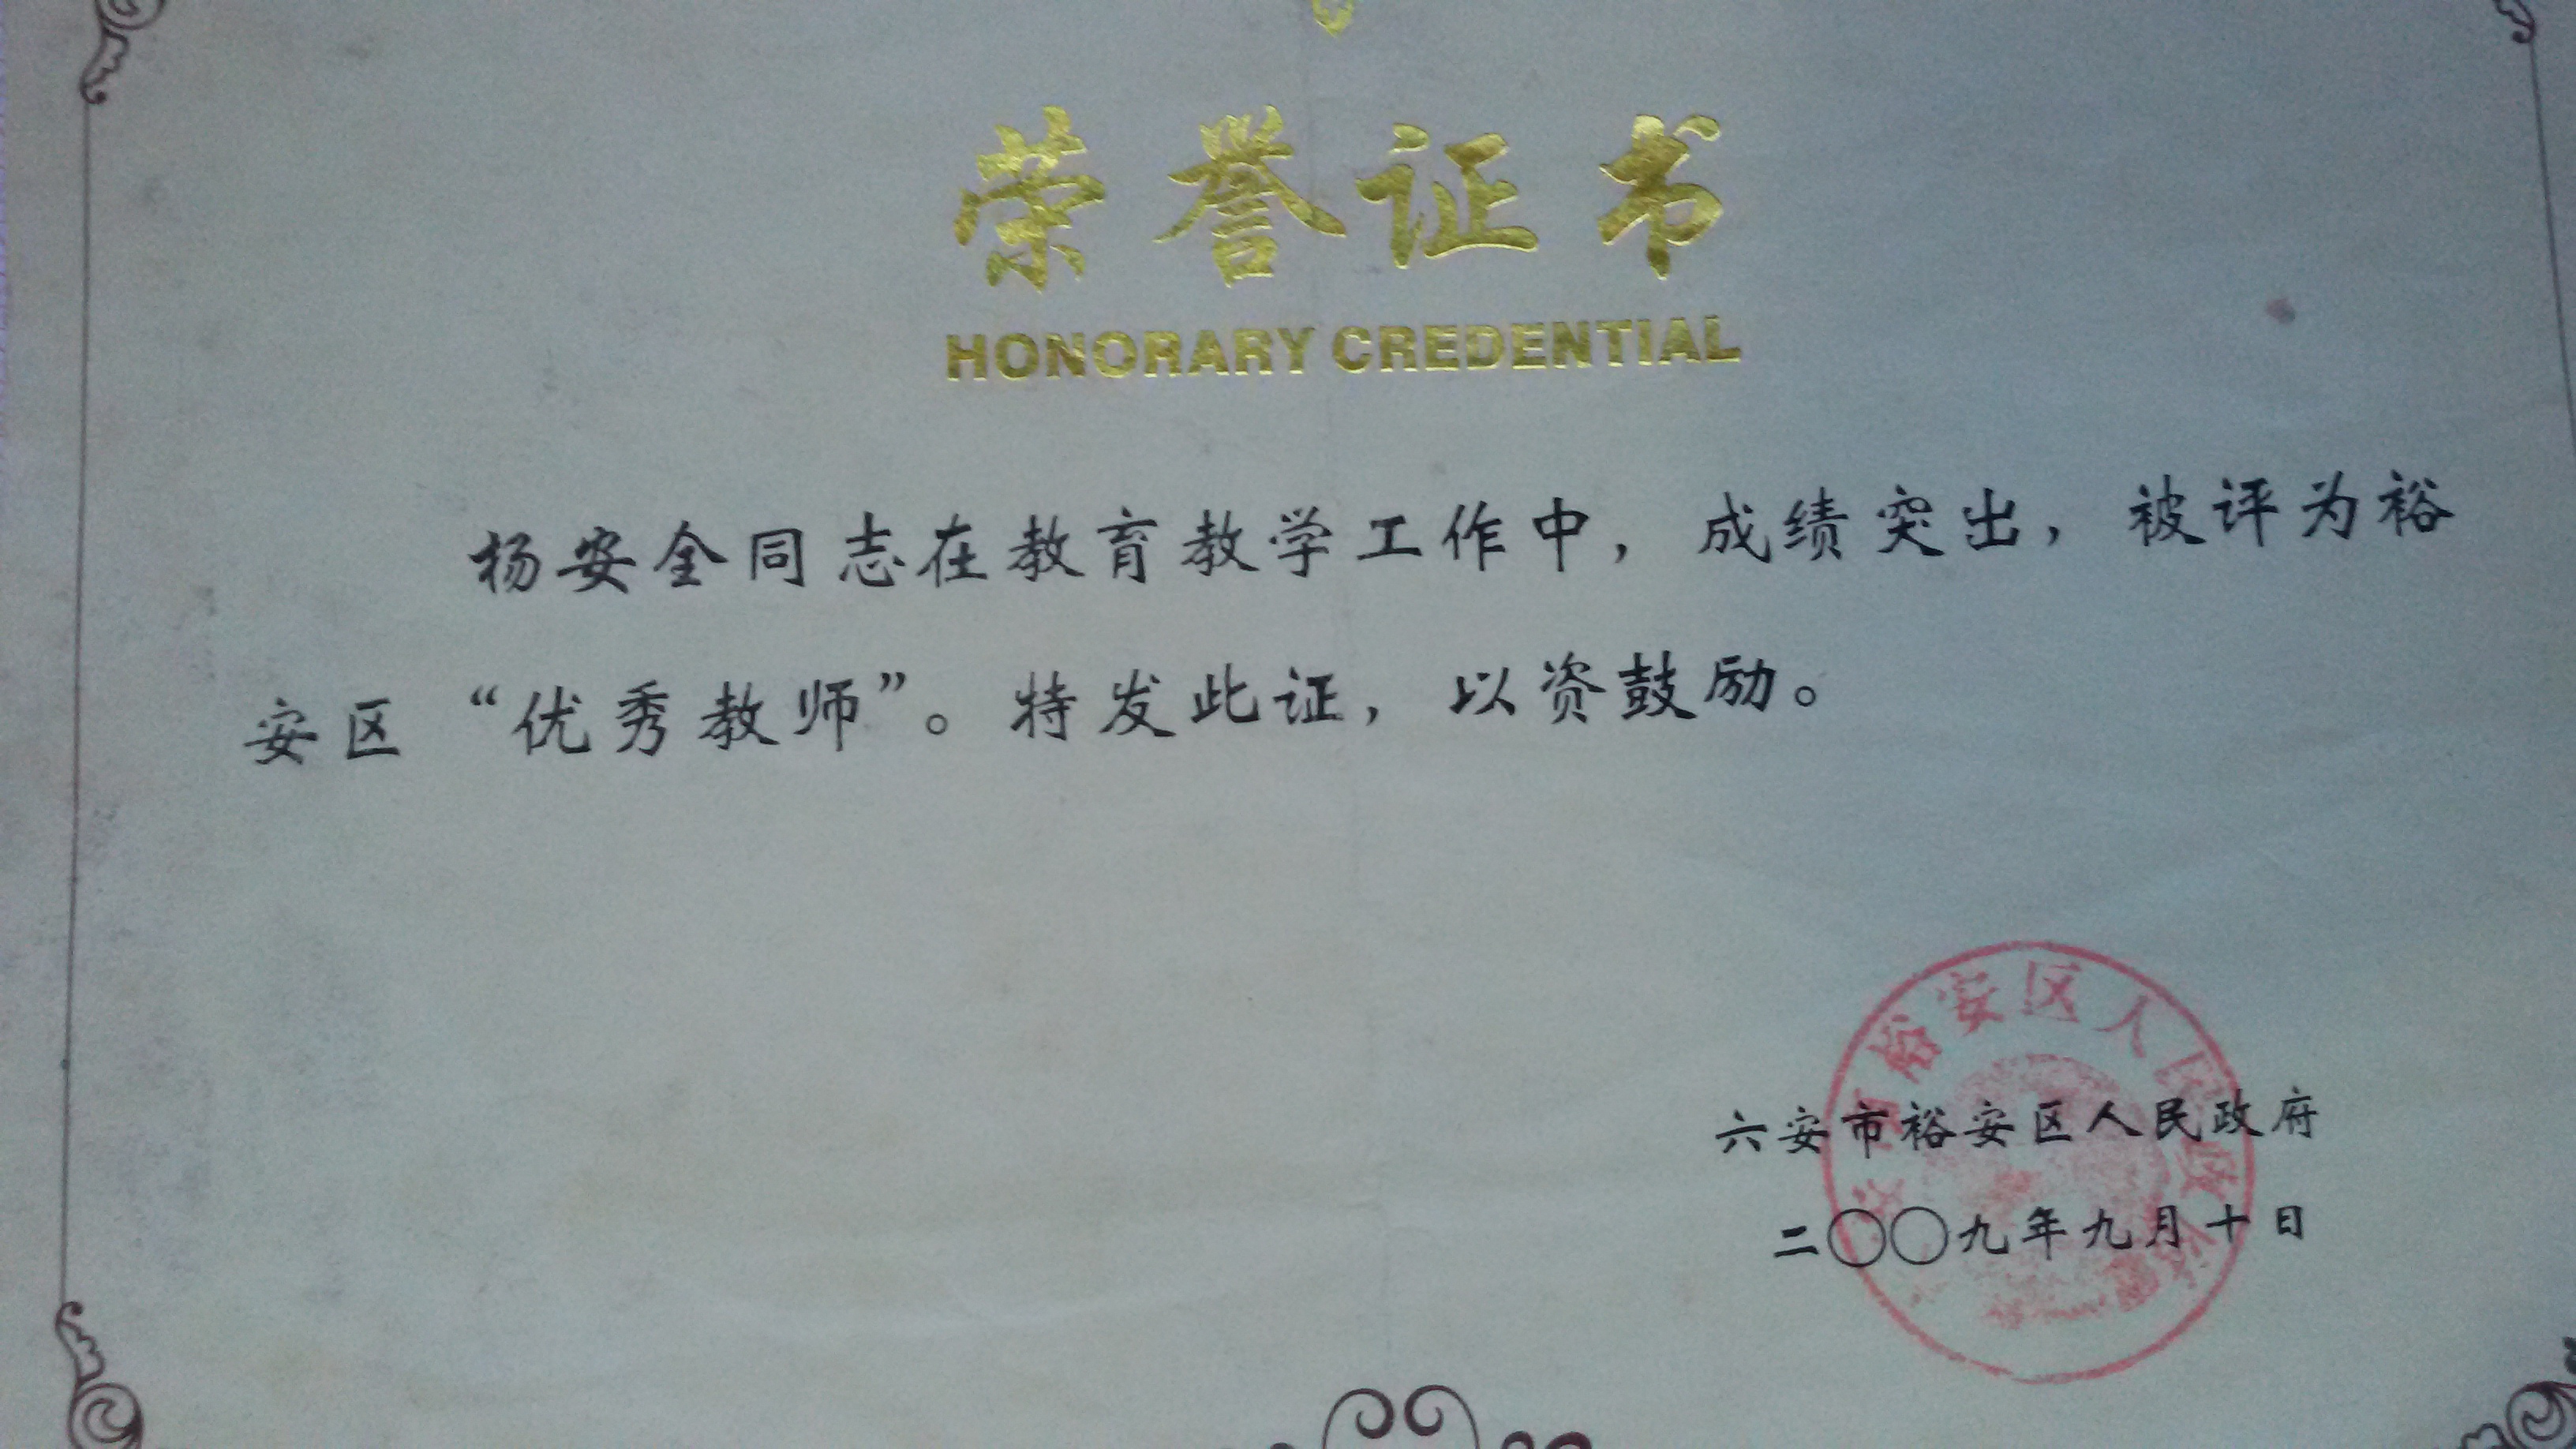 荣誉证书
HONORARY CREDENTIAL
杨安全同志在教育教学工作中，成绩突出，被评为裕
安区“优秀教师”。特发此证，以资鼓励。
六安市裕安区人民政府
二〇〇九年九月十日